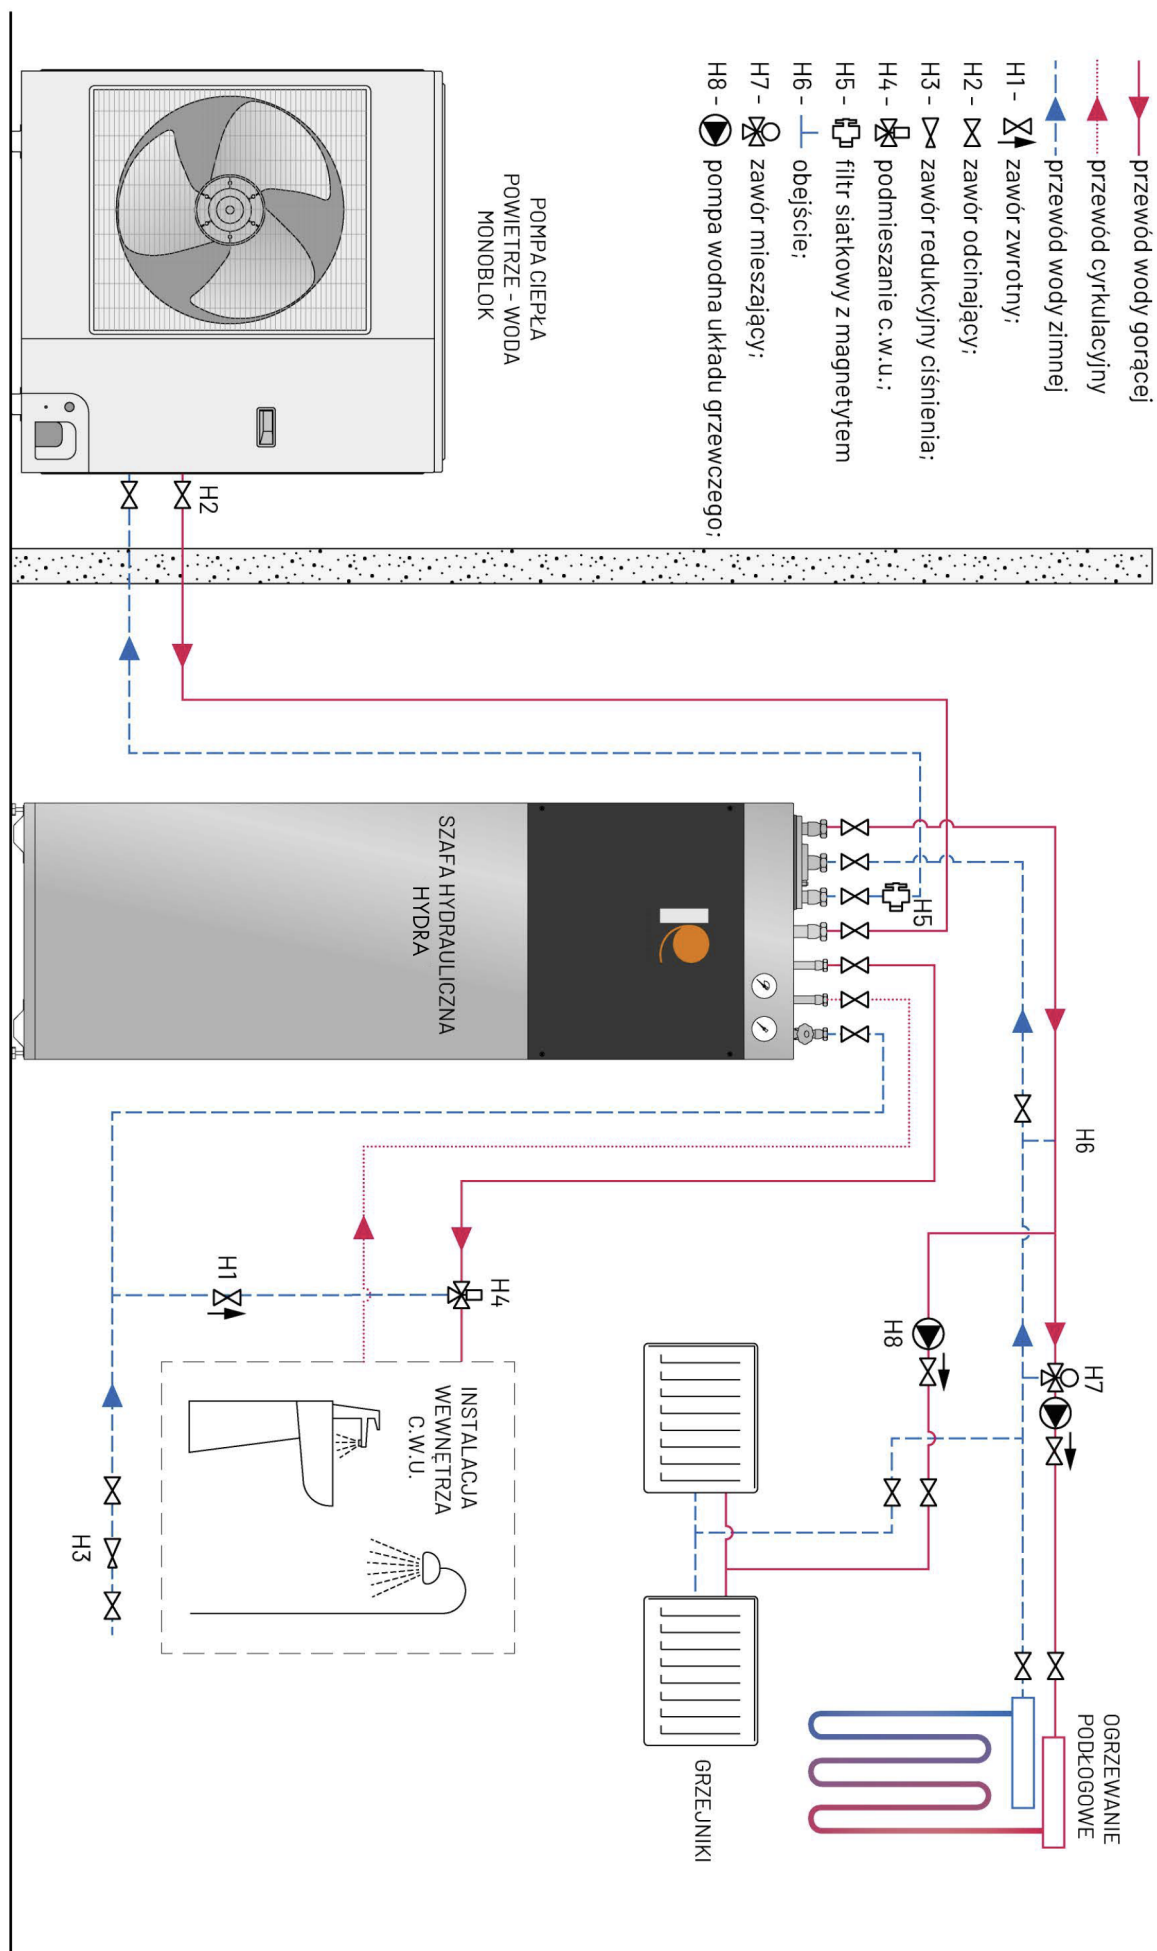 przewód wody gorącej
przewód cyrkulacyjny
przewód wody zimnej
H1 - zawór zwrotny;
H2 - zawór odcinający;
H3 - zawór redukcyjny ciśnienia;
H4 - podmieszanie c.w.u.;
H5 - filtr siatkowy z magnetytem
H6 - obejście;
H7 - zawór mieszający;
H8 - pompa wodna układu grzewczego;
POMPA CIEPŁA
POWIETRZE - WODA
MONOBLOK
H2
SZAFA HYDRAULICZNA
HYDRA
H5
H6
H7
H8
H4
H1
H3
INSTALACJA
WEWNĘTRZA
C.W.U.
GRZEJNIKI
OGRZEWANIE
PODŁOGOWE